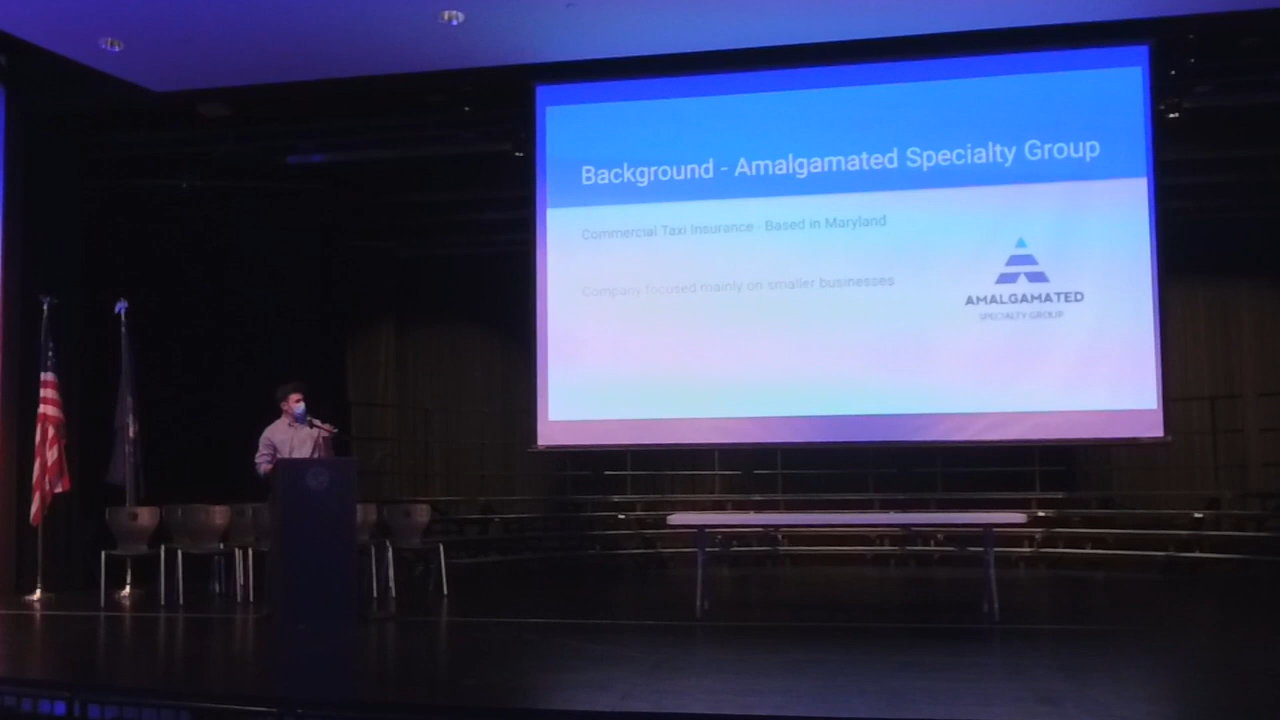 Background - Amalgamated Specialty Group
Commercial Taxi Insurance - Based in Maryland
Company focused mainly on smaller businesses
AMALGAMATED
SPECIALTY GROUP